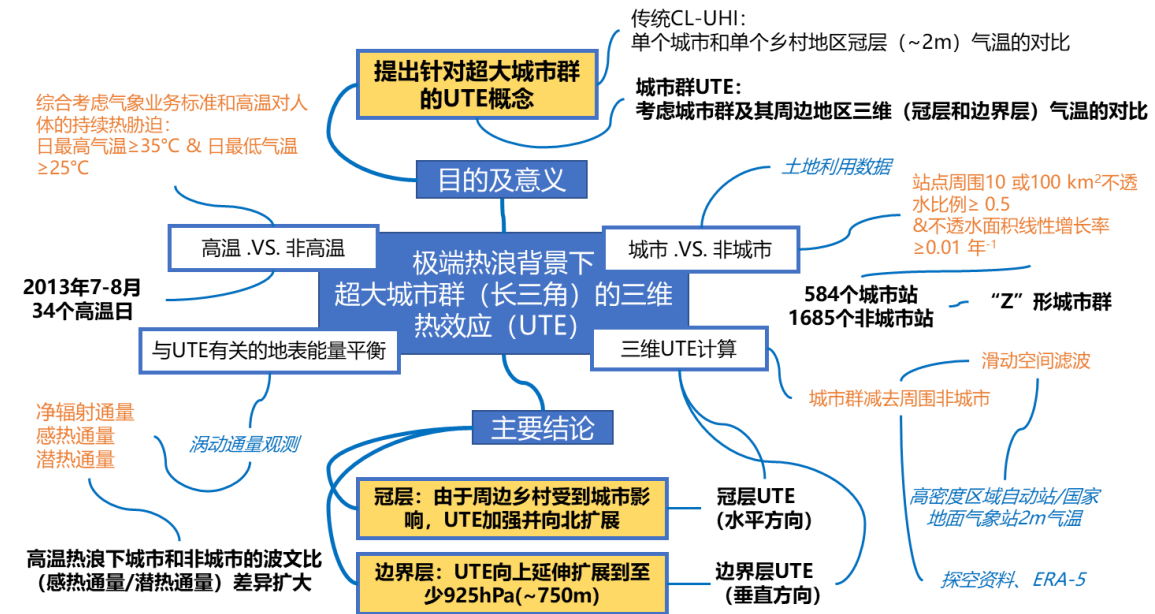 传统CL-UHI：
单个城市和单个乡村地区冠层（~2m）气温的对比
提出针对超大城市群
的UTE概念
城市群UTE：
考虑城市群及其周边地区三维（冠层和边界层）气温的对比
综合考虑气象业务标准和高温对人
体的持续热胁迫：
日最高气温≥35°C & 日最低气温
≥25°C
目的及意义
土地利用数据
站点周围10 或100 km²不透
水比例≥ 0.5
&不透水面积线性增长率
≥0.01 年⁻¹
高温 .VS. 非高温
城市 .VS. 非城市
极端热浪背景下
超大城市群（长三角）的三维
热效应（UTE）
2013年7-8月
34个高温日
584个城市站
1685个非城市站
“Z”形城市群
与UTE有关的地表能量平衡
三维UTE计算
滑动空间滤波
城市群减去周围非城市
净辐射通量
感热通量
潜热通量
涡动通量观测
主要结论
冠层：由于周边乡村受到城市影
响，UTE加强并向北扩展
冠层UTE
（水平方向）
高密度区域自动站/国家
地面气象站2m气温
高温热浪下城市和非城市的波文比
（感热通量/潜热通量）差异扩大
边界层：UTE向上延伸扩展到至
少925hPa(~750m)
边界层UTE
（垂直方向）
探空资料、ERA-5